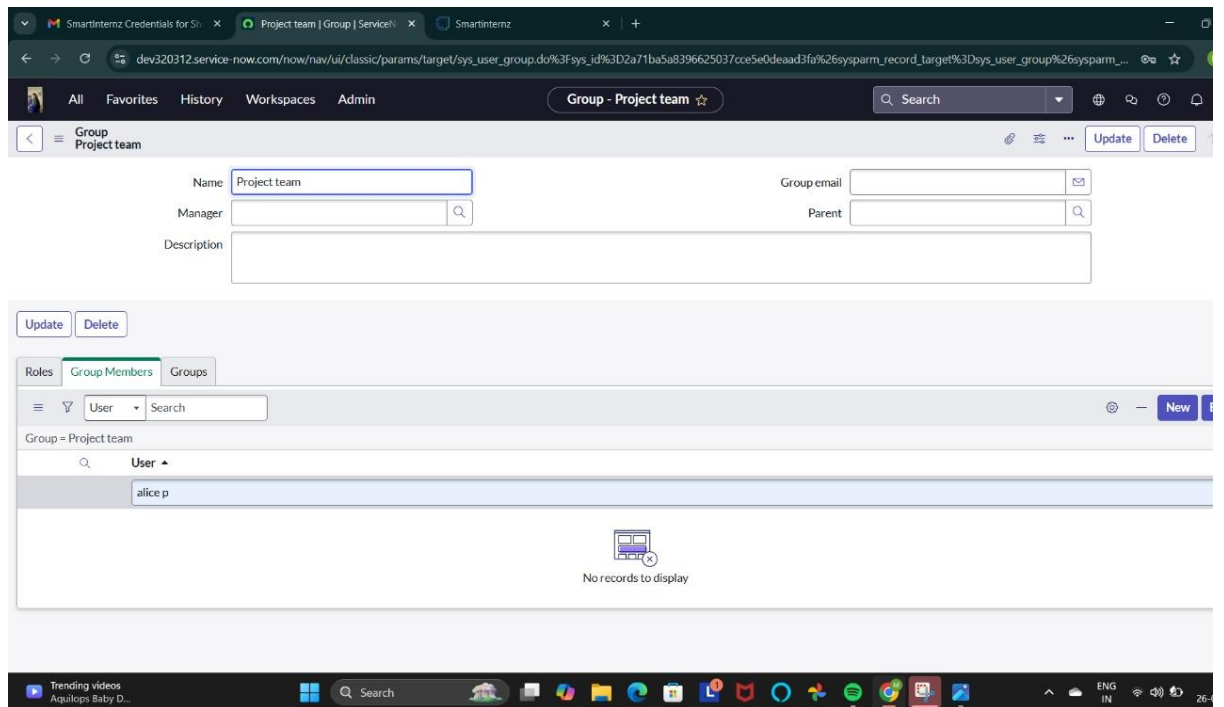 SmartInternz Credentials for Sh
Project team | Group | ServiceN
Smartinternz
dev320312.service-now.com/now/nav/ui/classic/params/target/sys_user_group.do%3Fsys_id%3D2a71ba5a8396625037cce5e0deaad3fa%26sysparm_record_target%3Dsys_user_group%26sysparm_...
All Favorites History Workspaces Admin Group - Project team Search
Group
Project team
Update Delete
Name Project team Group email
Manager Parent
Description
Update Delete
Roles Group Members Groups
User Search New
Group = Project team
User
alice p
No records to display
Trending videos
Aquilops Baby D...
Search
ENG
IN